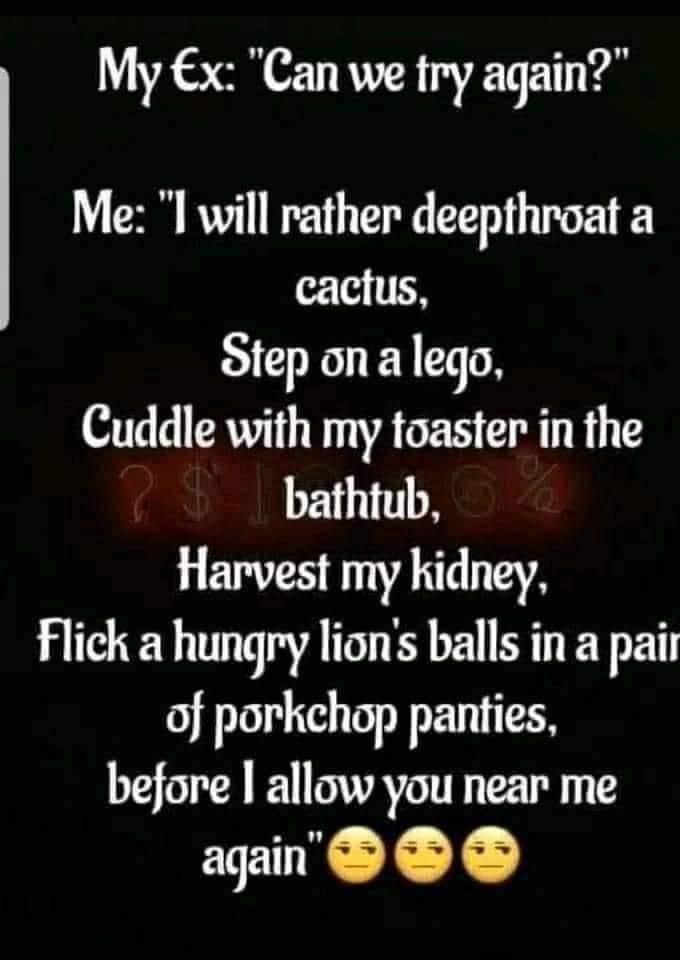 My Ex: "Can we try again?"
Me: "I will rather deepthroat a
cactus,
Step on a lego,
Cuddle with my toaster in the
bathtub,
Harvest my kidney,
Flick a hungry lion's balls in a pair
of porkchop panties,
before I allow you near me
again"😒😒😒